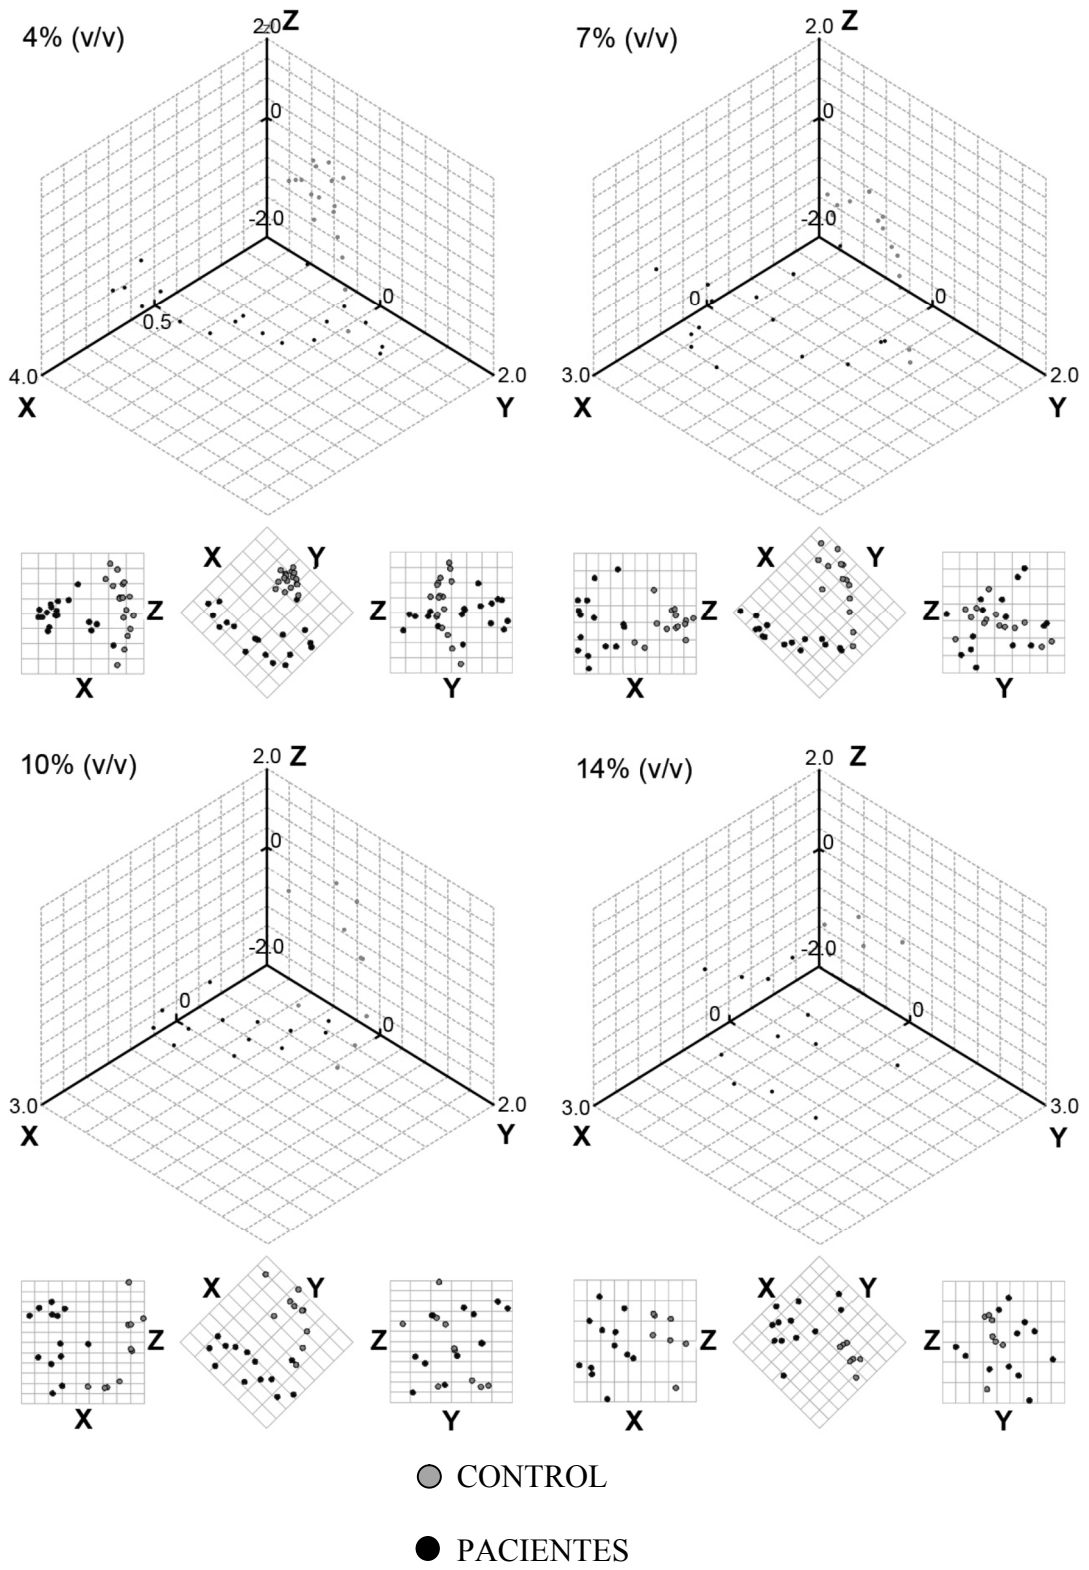 4% (v/v)
2.0 Z
0
-2.0
0
0.5
4.0
2.0
X
Y
7% (v/v)
2.0 Z
0
-2.0
0
0
3.0
2.0
X
Y
X Y
Z Z
X Y
X Y
Z Z
X Y
10% (v/v)
2.0 Z
0
-2.0
0
0
3.0
2.0
X
Y
14% (v/v)
2.0 Z
0
-2.0
0
0
3.0
3.0
X
Y
X Y
Z Z
X Y
X Y
Z Z
X Y
CONTROL
PACIENTES